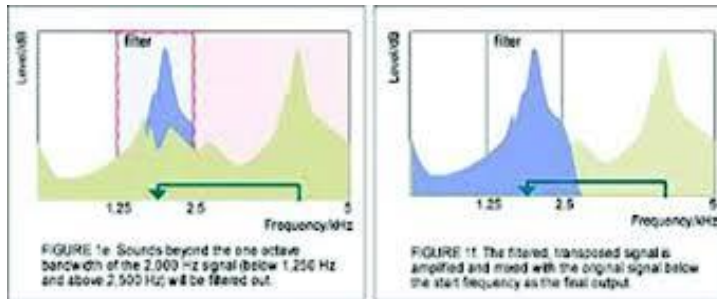 Level/dB
filter
1.25
2.5
5
Frequency/kHz
FIGURE 1e. Sounds beyond the one octave
bandwidth of the 2,000 Hz signal (below 1,250 Hz
and above 2,500 Hz) will be filtered out.
Level/dB
filter
1.25
2.5
5
Frequency/kHz
FIGURE 1f. The filtered, transposed signal is
amplified and mixed with the original signal below
the start frequency as the final output.